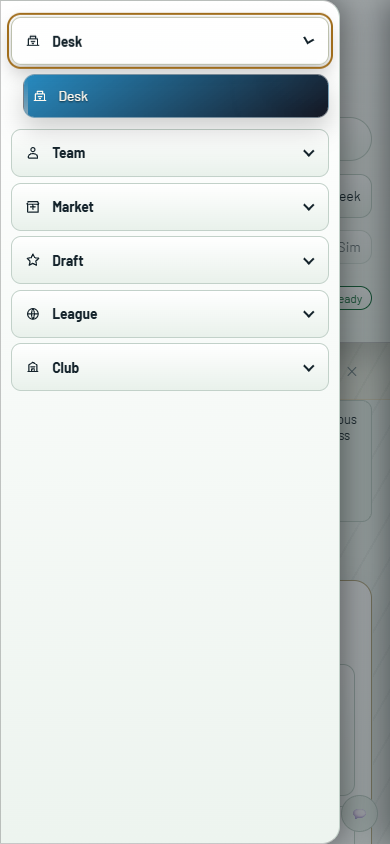 Desk
Desk
Team
Market
Draft
League
Club
eek
Sim
eady
ous
ss